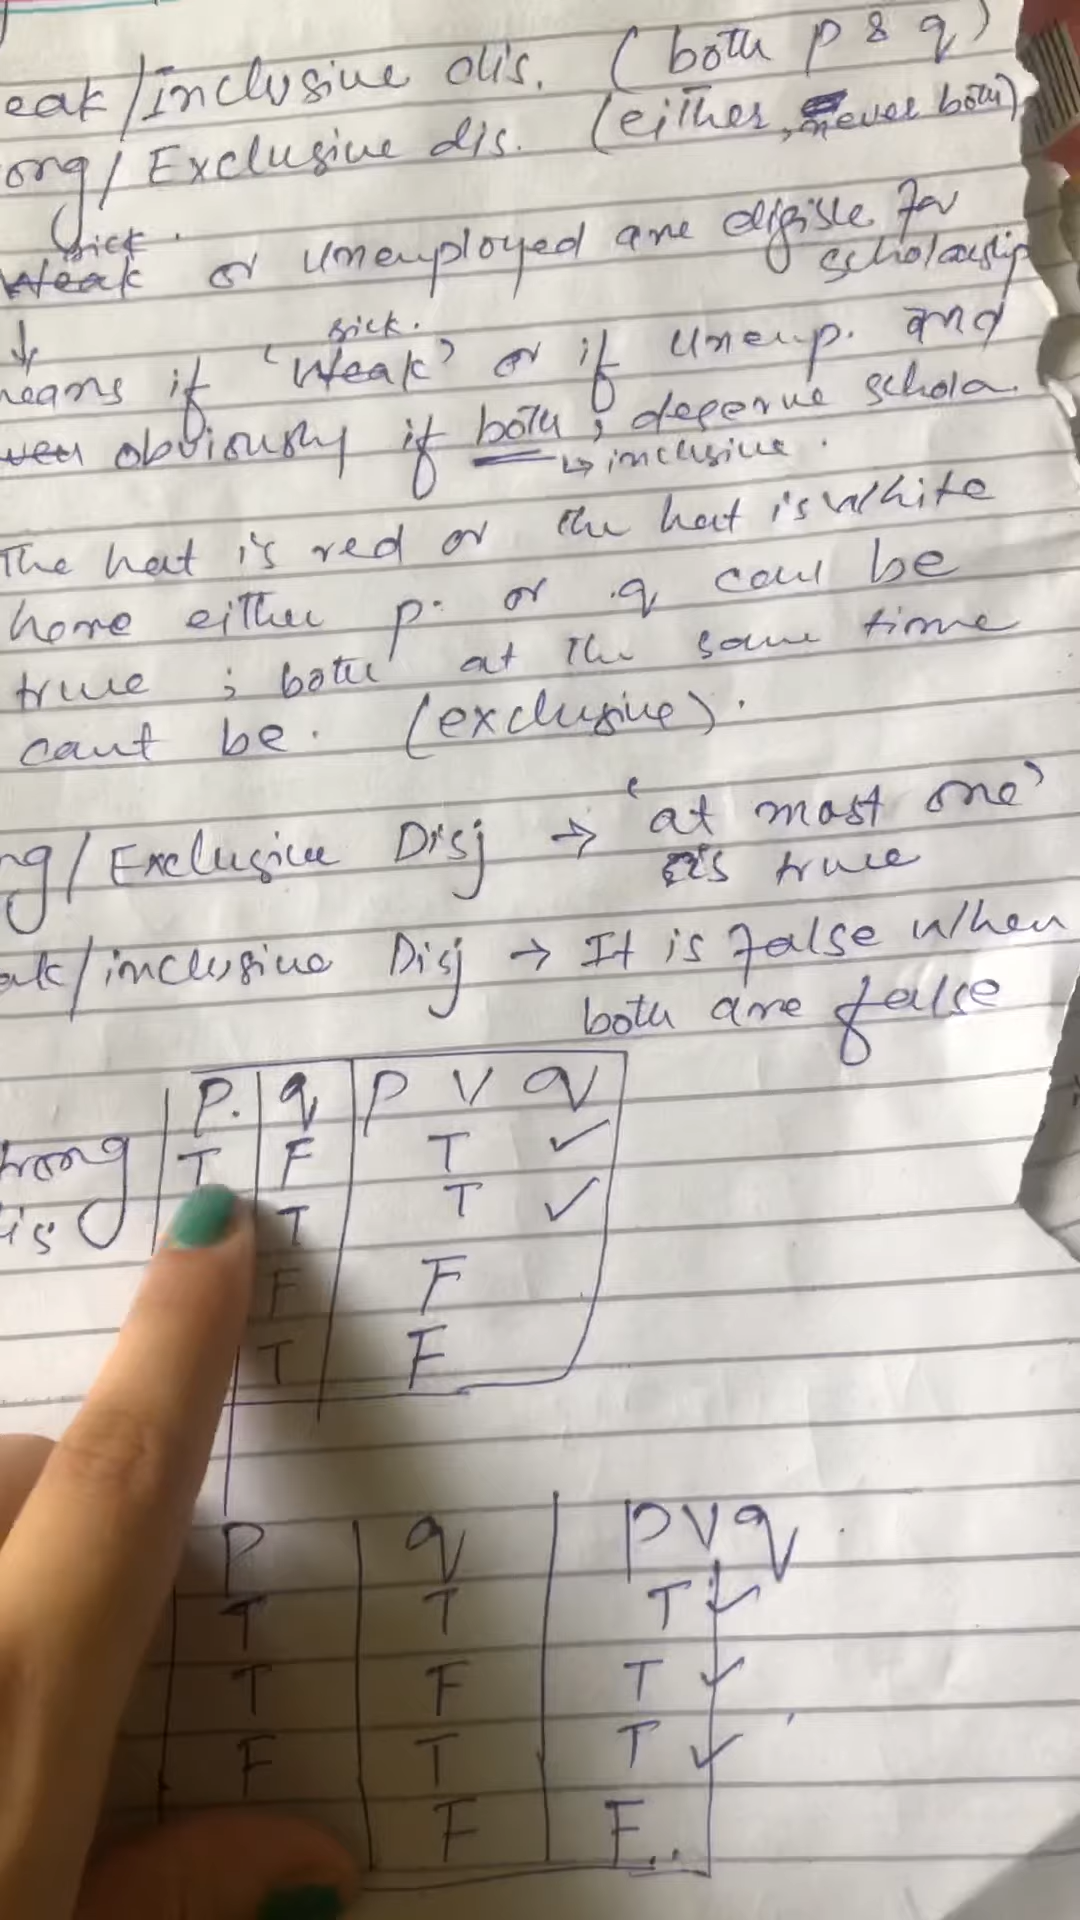 eak/Inclusive dis. (both p & q)
ong/Exclusive dis. (either, never both)
sick.
Weak or Unemployed are eligible for
scholarship
sick.
means if 'Weak' or if Unemp. and
obviously if both, deserve schola.
↳ inclusive.
The hat is red or the hat is White
here either p. or q can be
true ; both at the same time
cant be. (exclusive).
ng/Exclusive Disj → 'at most one'
is true
ak/inclusive Disj → It is false when
both are false
P. q P V q
trong T F T ✓
is T T ✓
F F
T F
P q p V q
T T T ✓
T F T ✓
F T T ✓
F F..